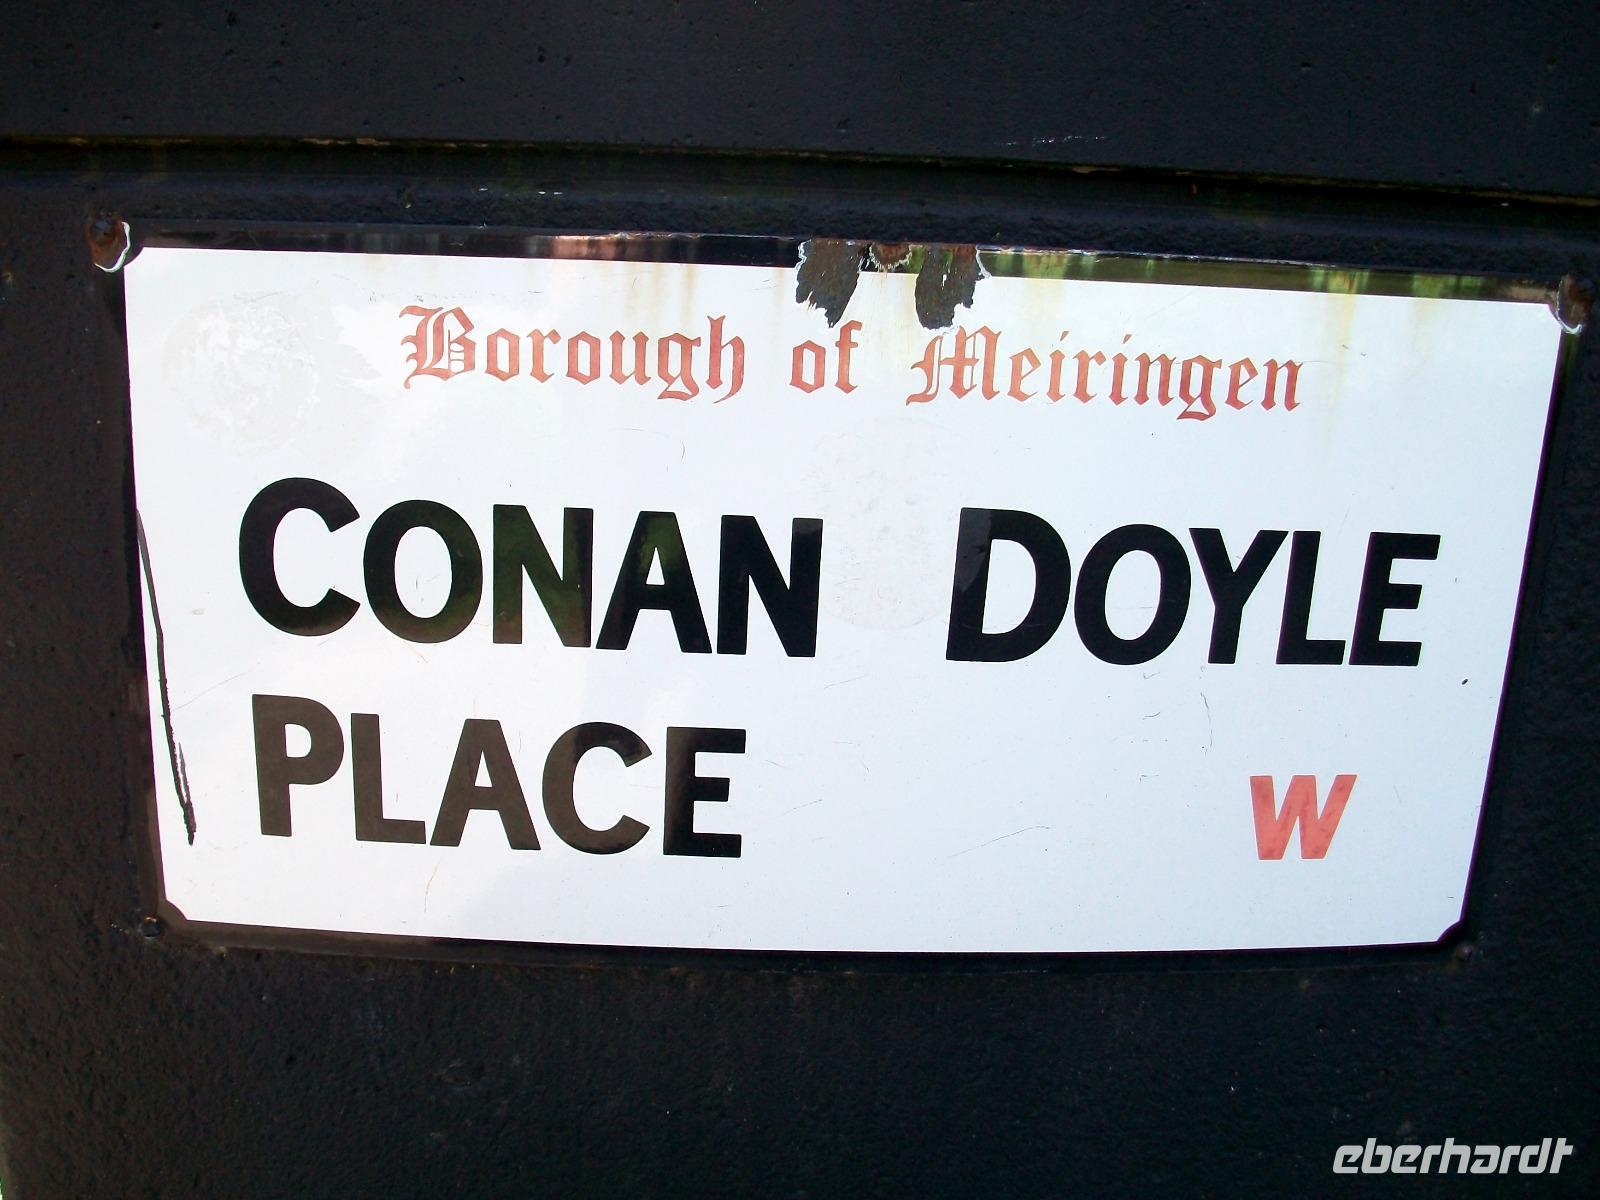 Borough of Meiringen
CONAN DOYLE
PLACE W
eberhardt